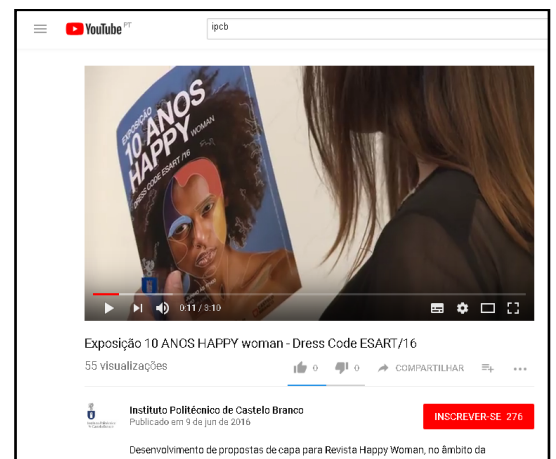 YouTube PT
ipcb
EXPOSIÇÃO
10 ANOS
HAPPY WOMAN
DRESS CODE ESART /16
0:11 / 3:10
Exposição 10 ANOS HAPPY woman - Dress Code ESART/16
55 visualizações
0
0
COMPARTILHAR
Instituto Politécnico de Castelo Branco
Publicado em 9 de jun de 2016
INSCREVER-SE 276
Desenvolvimento de propostas de capa para Revista Happy Woman, no âmbito da